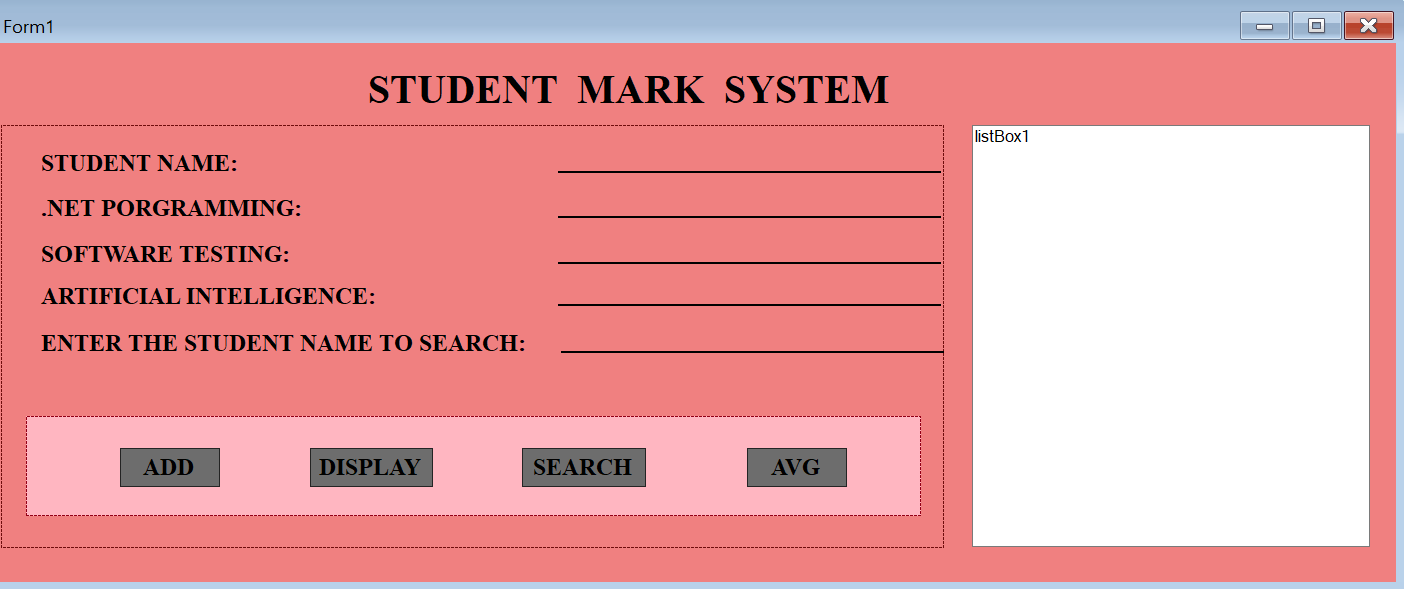 Form1
STUDENT MARK SYSTEM
STUDENT NAME:
.NET PORGRAMMING:
SOFTWARE TESTING:
ARTIFICIAL INTELLIGENCE:
ENTER THE STUDENT NAME TO SEARCH:
ADD DISPLAY SEARCH AVG
listBox1